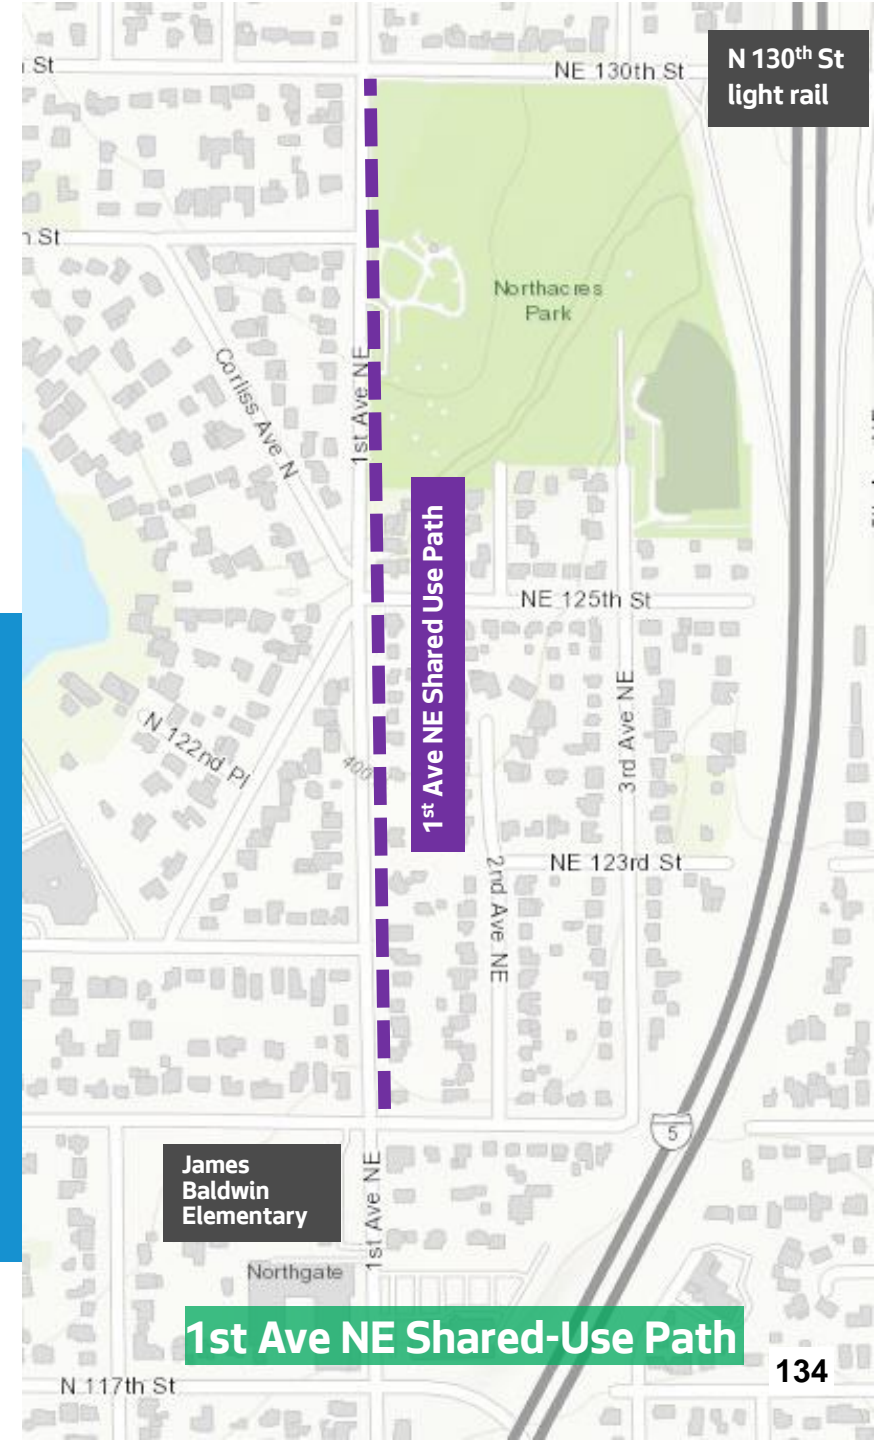 St
NE 130th St
N 130th St
light rail
St
Northacres
Park
Corliss Ave N
1st Ave NE
1st Ave NE Shared Use Path
NE 125th St
N 122nd Pl
400
3rd Ave NE
NE 123rd St
2nd Ave NE
5
James
Baldwin
Elementary
1st Ave NE
Northgate
1st Ave NE Shared-Use Path
134
N 117th St